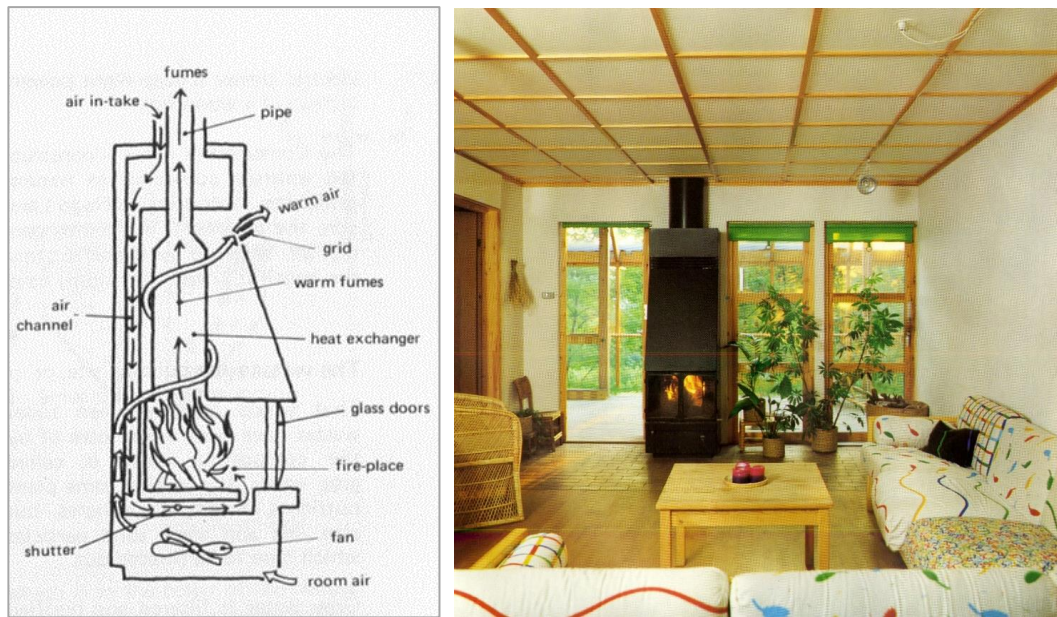 fumes
air in-take
pipe
warm air
grid
warm fumes
air
channel
heat exchanger
glass doors
fire-place
shutter
fan
room air